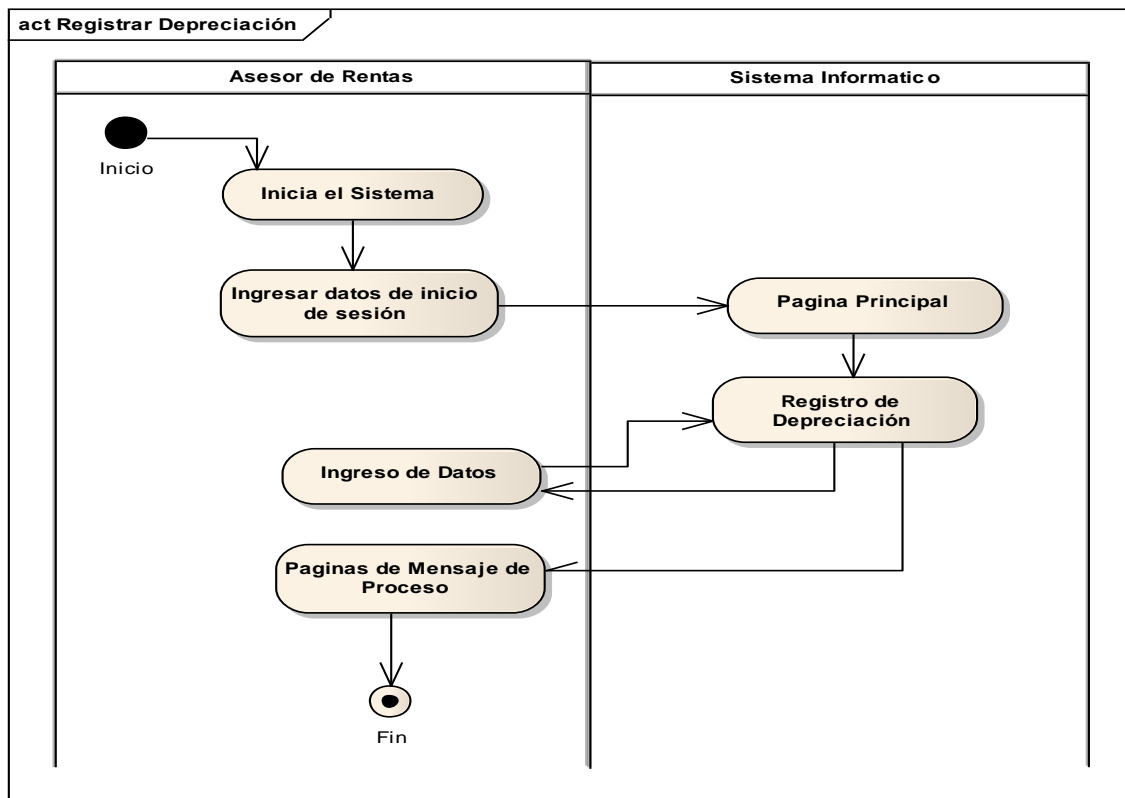 act Registrar Depreciación
Asesor de Rentas
Sistema Informatico
Inicio
Inicia el Sistema
Ingresar datos de inicio
de sesión
Pagina Principal
Registro de
Depreciación
Ingreso de Datos
Paginas de Mensaje de
Proceso
Fin